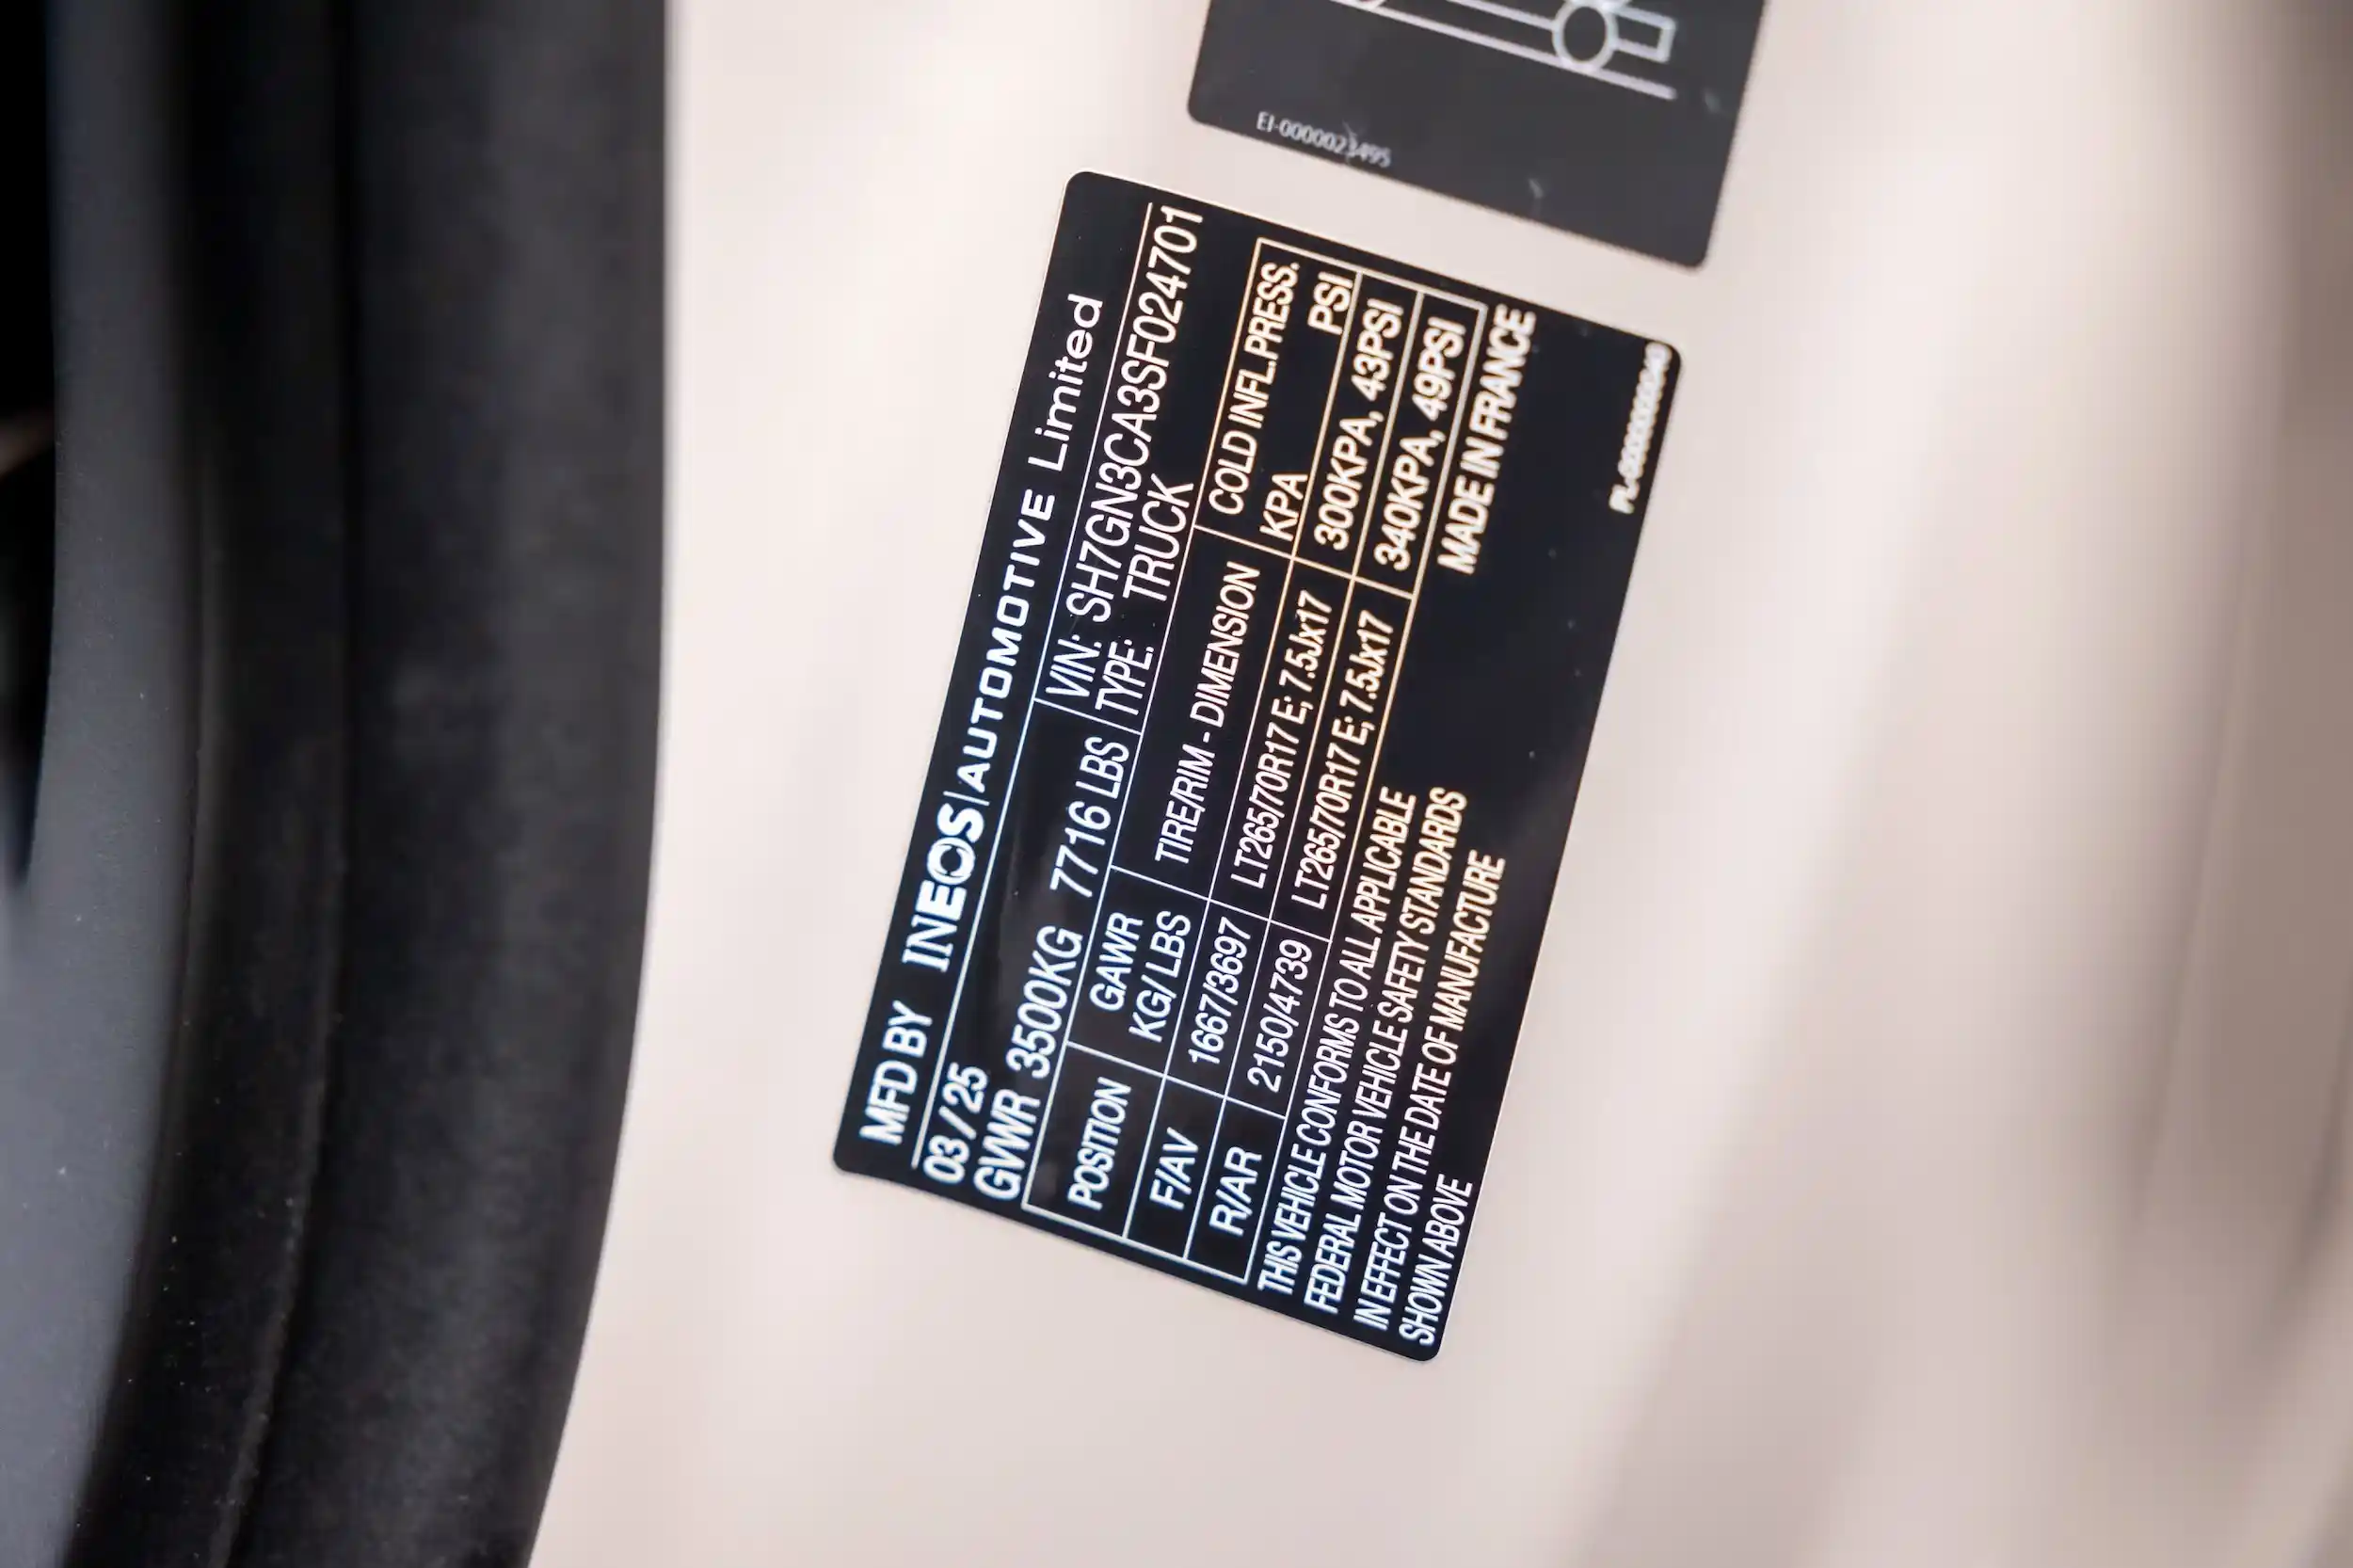 EI-0000023495
MFD BY INEOS|AUTOMOTIVE Limited
03/25 VIN: SH7GN3CA3SF024701
GVWR 3500KG 7716 LBS TYPE: TRUCK
POSITION GAWR KG/LBS TIRE/RIM - DIMENSION COLD INFL.PRESS. KPA PSI
F/AV 1667/3697 LT265/70R17 E; 7.5Jx17 300KPA, 43PSI
R/AR 2150/4739 LT265/70R17 E; 7.5Jx17 340KPA, 49PSI
THIS VEHICLE CONFORMS TO ALL APPLICABLE MADE IN FRANCE
FEDERAL MOTOR VEHICLE SAFETY STANDARDS
IN EFFECT ON THE DATE OF MANUFACTURE
SHOWN ABOVE